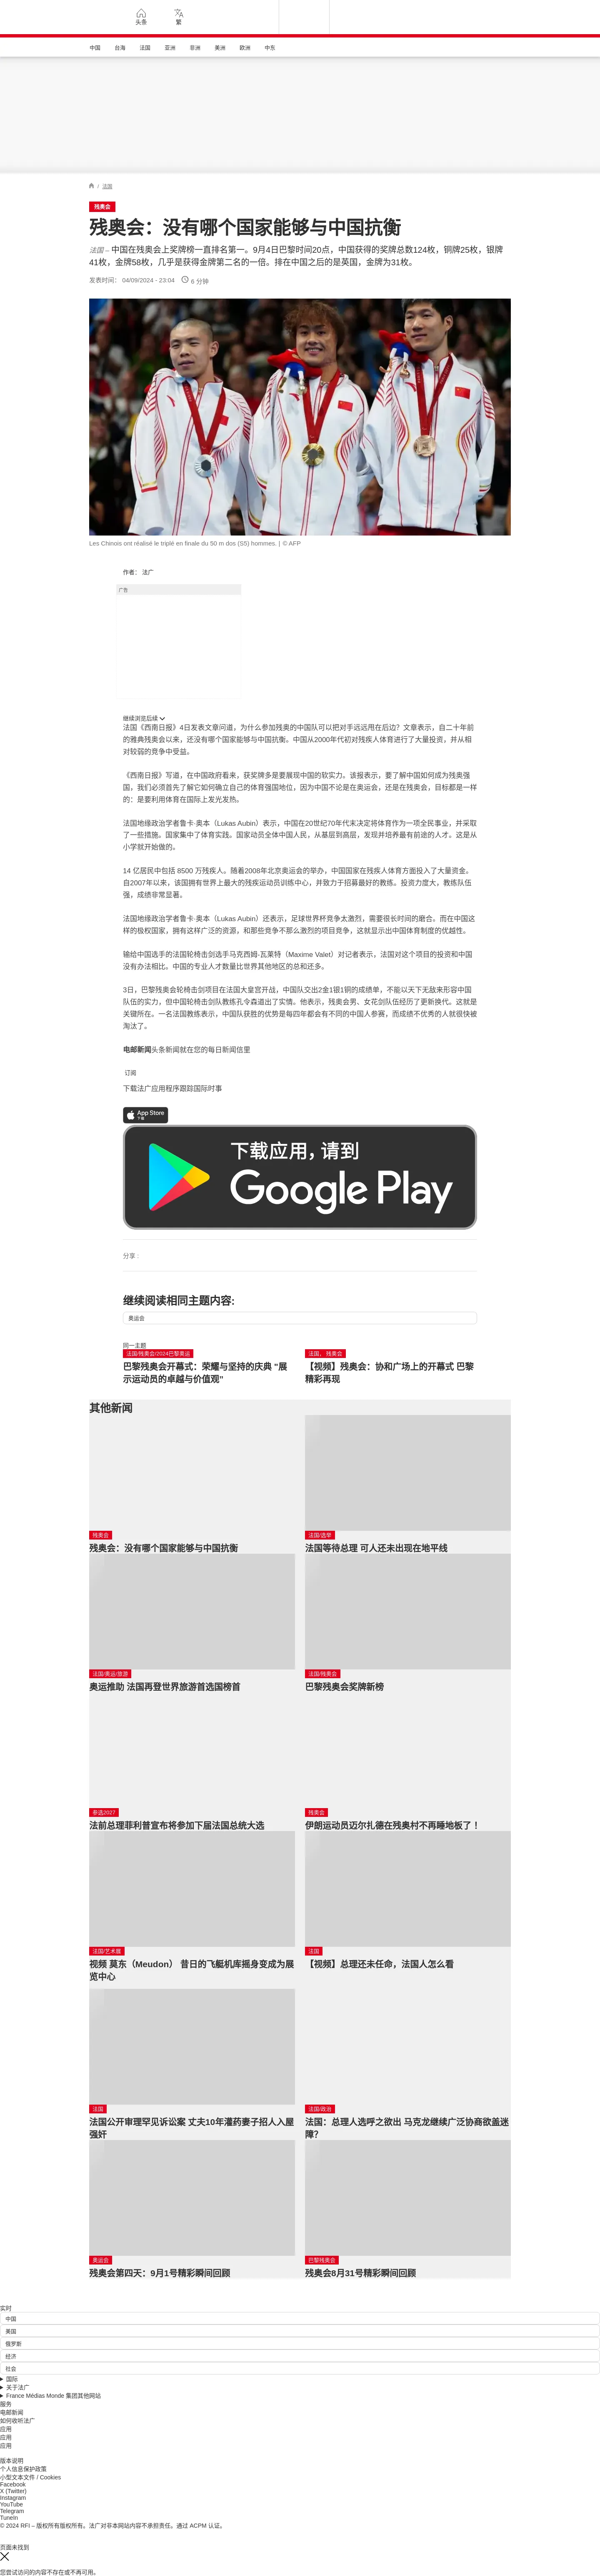 头条
繁
中国
台海
法国
亚洲
非洲
美洲
欧洲
中东
/ 法国
残奥会
残奥会：没有哪个国家能够与中国抗衡
法国 – 中国在残奥会上奖牌榜一直排名第一。9月4日巴黎时间20点，中国获得的奖牌总数124枚，铜牌25枚，银牌
41枚，金牌58枚，几乎是获得金牌第二名的一倍。排在中国之后的是英国，金牌为31枚。
发表时间： 04/09/2024 - 23:04
6 分钟
Les Chinois ont réalisé le triplé en finale du 50 m dos (S5) hommes. | © AFP
作者： 法广
广告
继续浏览后续
法国《西南日报》4日发表文章问道，为什么参加残奥的中国队可以把对手远远甩在后边？文章表示，自二十年前
的雅典残奥会以来，还没有哪个国家能够与中国抗衡。中国从2000年代初对残疾人体育进行了大量投资，并从相
对较弱的竞争中受益。
《西南日报》写道，在中国政府看来，获奖牌多是要展现中国的软实力。该报表示，要了解中国如何成为残奥强
国，我们必须首先了解它如何确立自己的体育强国地位，因为中国不论是在奥运会，还是在残奥会，目标都是一样
的：是要利用体育在国际上发光发热。
法国地缘政治学者鲁卡·奥本（Lukas Aubin）表示，中国在20世纪70年代末决定将体育作为一项全民事业，并采取
了一些措施。国家集中了体育实践。国家动员全体中国人民，从基层到高层，发现并培养最有前途的人才。这是从
小学就开始做的。
14 亿居民中包括 8500 万残疾人。随着2008年北京奥运会的举办，中国国家在残疾人体育方面投入了大量资金。
自2007年以来，该国拥有世界上最大的残疾运动员训练中心，并致力于招募最好的教练。投资力度大，教练队伍
强，成绩非常显著。
法国地缘政治学者鲁卡·奥本（Lukas Aubin）还表示，足球世界杯竞争太激烈，需要很长时间的磨合。而在中国这
样的极权国家，拥有这样广泛的资源，和那些竞争不那么激烈的项目竞争，这就显示出中国体育制度的优越性。
输给中国选手的法国轮椅击剑选手马克西姆-瓦莱特（Maxime Valet）对记者表示，法国对这个项目的投资和中国
没有办法相比。中国的专业人才数量比世界其他地区的总和还多。
3日，巴黎残奥会轮椅击剑项目在法国大皇宫开战，中国队交出2金1银1铜的成绩单，不能以天下无敌来形容中国
队伍的实力，但中国轮椅击剑队教练孔令森道出了实情。他表示，残奥会男、女花剑队伍经历了更新换代。这就是
关键所在。一名法国教练表示，中国队获胜的优势是每四年都会有不同的中国人参赛，而成绩不优秀的人就很快被
淘汰了。
电邮新闻头条新闻就在您的每日新闻信里
订阅
下载法广应用程序跟踪国际时事
App Store
下载
下载应用，请到
Google Play
分享 :
继续阅读相同主题内容:
奥运会
同一主题
法国/残奥会/2024巴黎奥运
巴黎残奥会开幕式：荣耀与坚持的庆典 “展
示运动员的卓越与价值观”
法国、 残奥会
【视频】残奥会：协和广场上的开幕式 巴黎
精彩再现
其他新闻
残奥会
残奥会：没有哪个国家能够与中国抗衡
法国/选举
法国等待总理 可人还未出现在地平线
法国/奥运/旅游
奥运推助 法国再登世界旅游首选国榜首
法国/残奥会
巴黎残奥会奖牌新榜
参选2027
法前总理菲利普宣布将参加下届法国总统大选
残奥会
伊朗运动员迈尔扎德在残奥村不再睡地板了！
法国/艺术展
视频 莫东（Meudon） 昔日的飞艇机库摇身变成为展
览中心
法国
【视频】总理还未任命，法国人怎么看
法国
法国公开审理罕见诉讼案 丈夫10年灌药妻子招人入屋
强奸
法国/政治
法国：总理人选呼之欲出 马克龙继续广泛协商欲盖迷
障？
奥运会
残奥会第四天：9月1号精彩瞬间回顾
巴黎残奥会
残奥会8月31号精彩瞬间回顾
实时
中国
美国
俄罗斯
经济
社会
国际
关于法广
France Médias Monde 集团其他网站
服务
电邮新闻
如何收听法广
应用
应用
应用
版本说明
个人信息保护政策
小型文本文件 / Cookies
Facebook
X (Twitter)
Instagram
YouTube
Telegram
TuneIn
© 2024 RFI – 版权所有版权所有。法广对非本网站内容不承担责任。通过 ACPM 认证。
页面未找到
您尝试访问的内容不存在或不再可用。